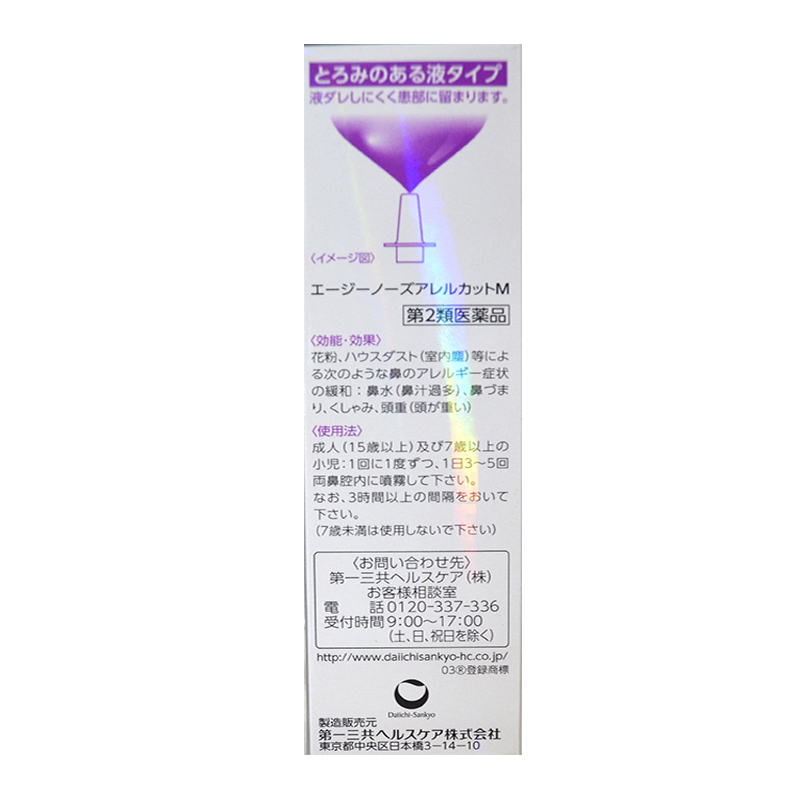 とろみのある液タイプ
液ダレしにくく患部に留まります。
〈イメージ図〉
エージーノーズアレルカットM
第2類医薬品
〈効能・効果〉
花粉、ハウスダスト(室内塵)等によ
る次のような鼻のアレルギー症状
の緩和：鼻水(鼻汁過多)、鼻づま
り、くしゃみ、頭重(頭が重い)
〈使用法〉
成人(15歳以上)及び7歳以上の
小児：1回に1度ずつ、1日3〜5回
両鼻腔内に噴霧して下さい。
なお、3時間以上の間隔をおいて
下さい。
(7歳未満は使用しないで下さい)
〈お問い合わせ先〉
第一三共ヘルスケア(株)
お客様相談室
電 話 0120-337-336
受付時間 9:00〜17:00
(土、日、祝日を除く)
http://www.daiichisankyo-hc.co.jp/
03®登録商標
Daiichi-Sankyo
製造販売元
第一三共ヘルスケア株式会社
東京都中央区日本橋3-14-10